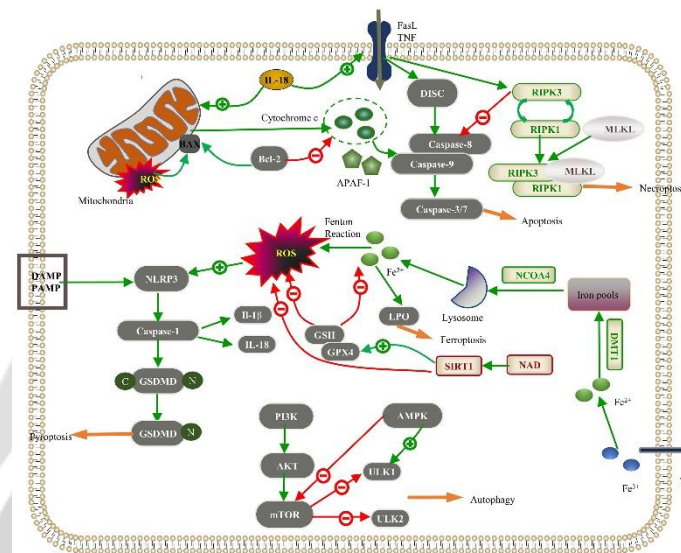 FasL
TNF
IL-18
DISC
RIPK3
Cytochrome c
RIPK1
MLKL
BAX
Bcl-2
Caspase-8
Caspase-9
APAF-1
RIPK3
MLKL
RIPK1
Necroptos
ROS
Mitochondria
Caspase-3/7
Apoptosis
Fenton
Reaction
ROS
DAMP
PAMP
NLRP3
Fe²⁺
NCOA4
Iron pools
Lysosome
Caspase-1
Il-1β
IL-18
GSH
GPX4
LPO
Ferroptosis
DMT1
SIRT1
NAD
C
GSDMD
N
Fe²⁺
PI3K
AMPK
Pyroptosis
GSDMD
N
AKT
ULK1
Fe³⁺
Autophagy
mTOR
ULK2